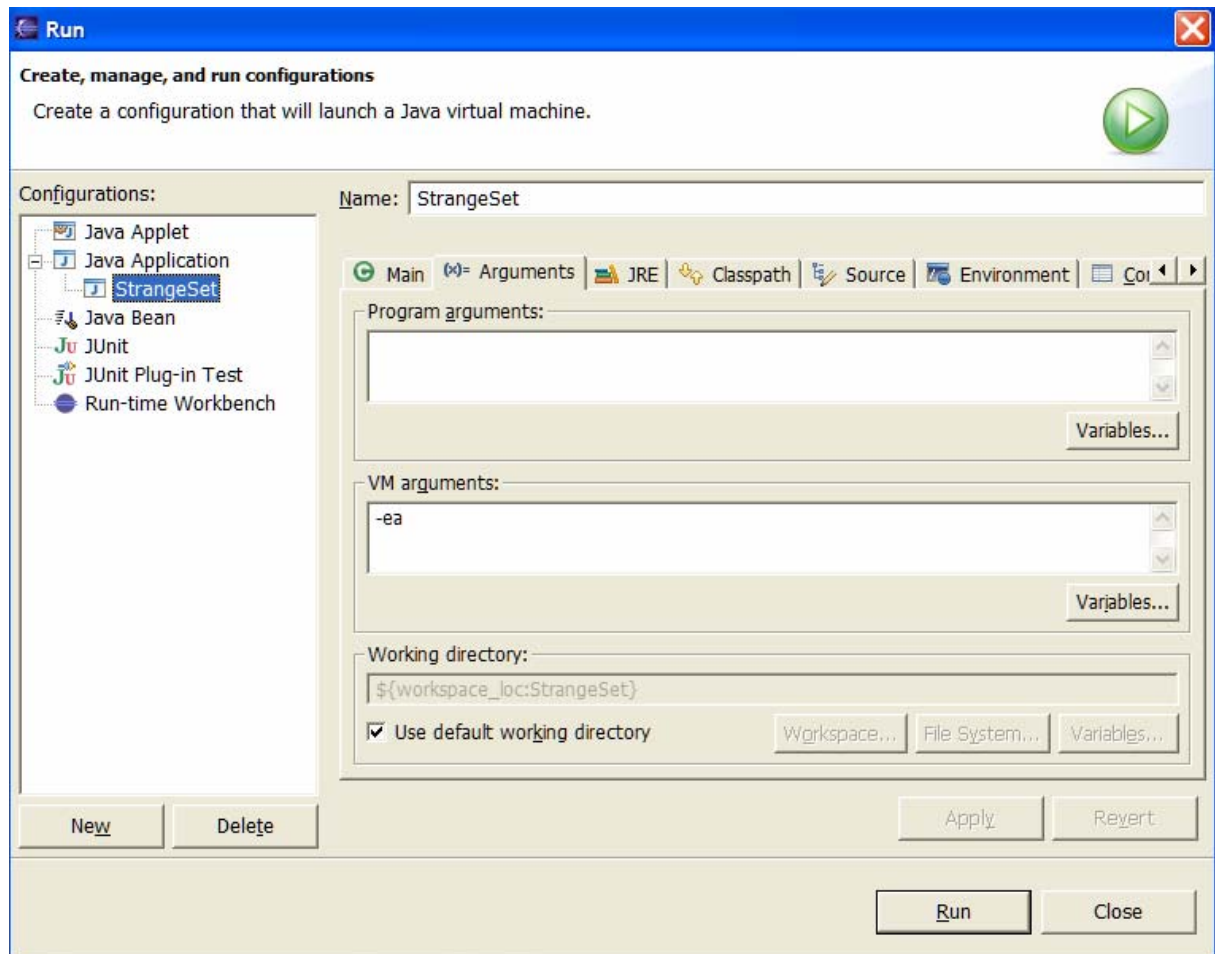 Run
Create, manage, and run configurations
Create a configuration that will launch a Java virtual machine.
Configurations:
Java Applet
Java Application
StrangeSet
Java Bean
JUnit
JUnit Plug-in Test
Run-time Workbench
New
Delete
Name: StrangeSet
Main (x)= Arguments JRE Classpath Source Environment Co
Program arguments:
Variables...
VM arguments:
-ea
Variables...
Working directory:
${workspace_loc:StrangeSet}
Use default working directory
Workspace... File System... Variables...
Apply Revert
Run Close